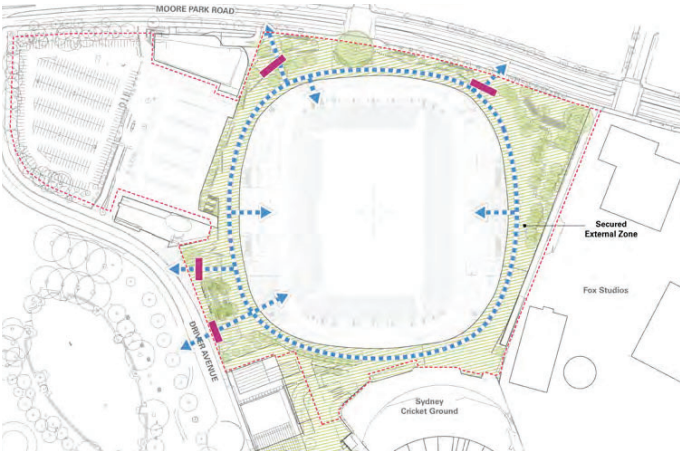 MOORE PARK ROAD
Secured
External Zone
Fox Studios
DRIVER AVENUE
Sydney
Cricket Ground